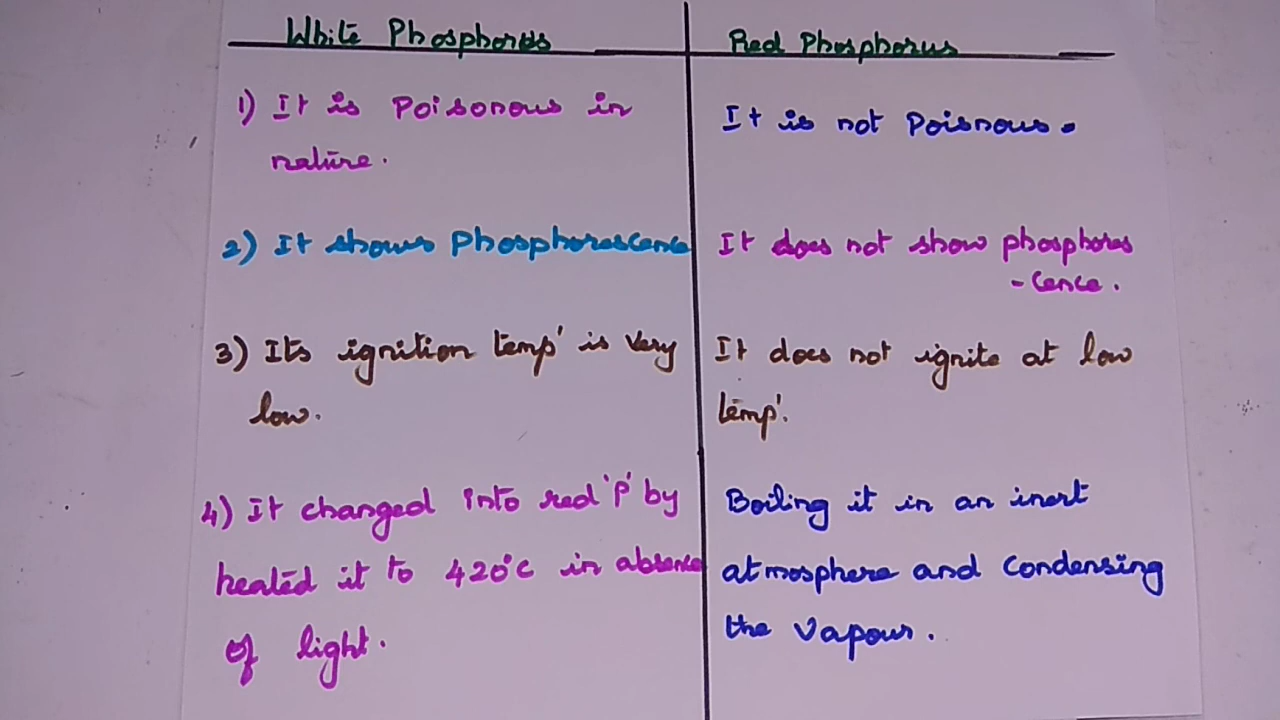 White Phosphorus
Red Phosphorus
1) It is Poisonous in
nature.
It is not Poisnous.
2) It shows Phosphorescence
It does not show phosphores
-cence.
3) Its ignition temp' is very
low.
It does not ignite at low
temp'.
4) It changed into red 'P' by
heated it to 420°C in absence
of light.
Boiling it in an inert
atmosphere and Condensing
the vapour.